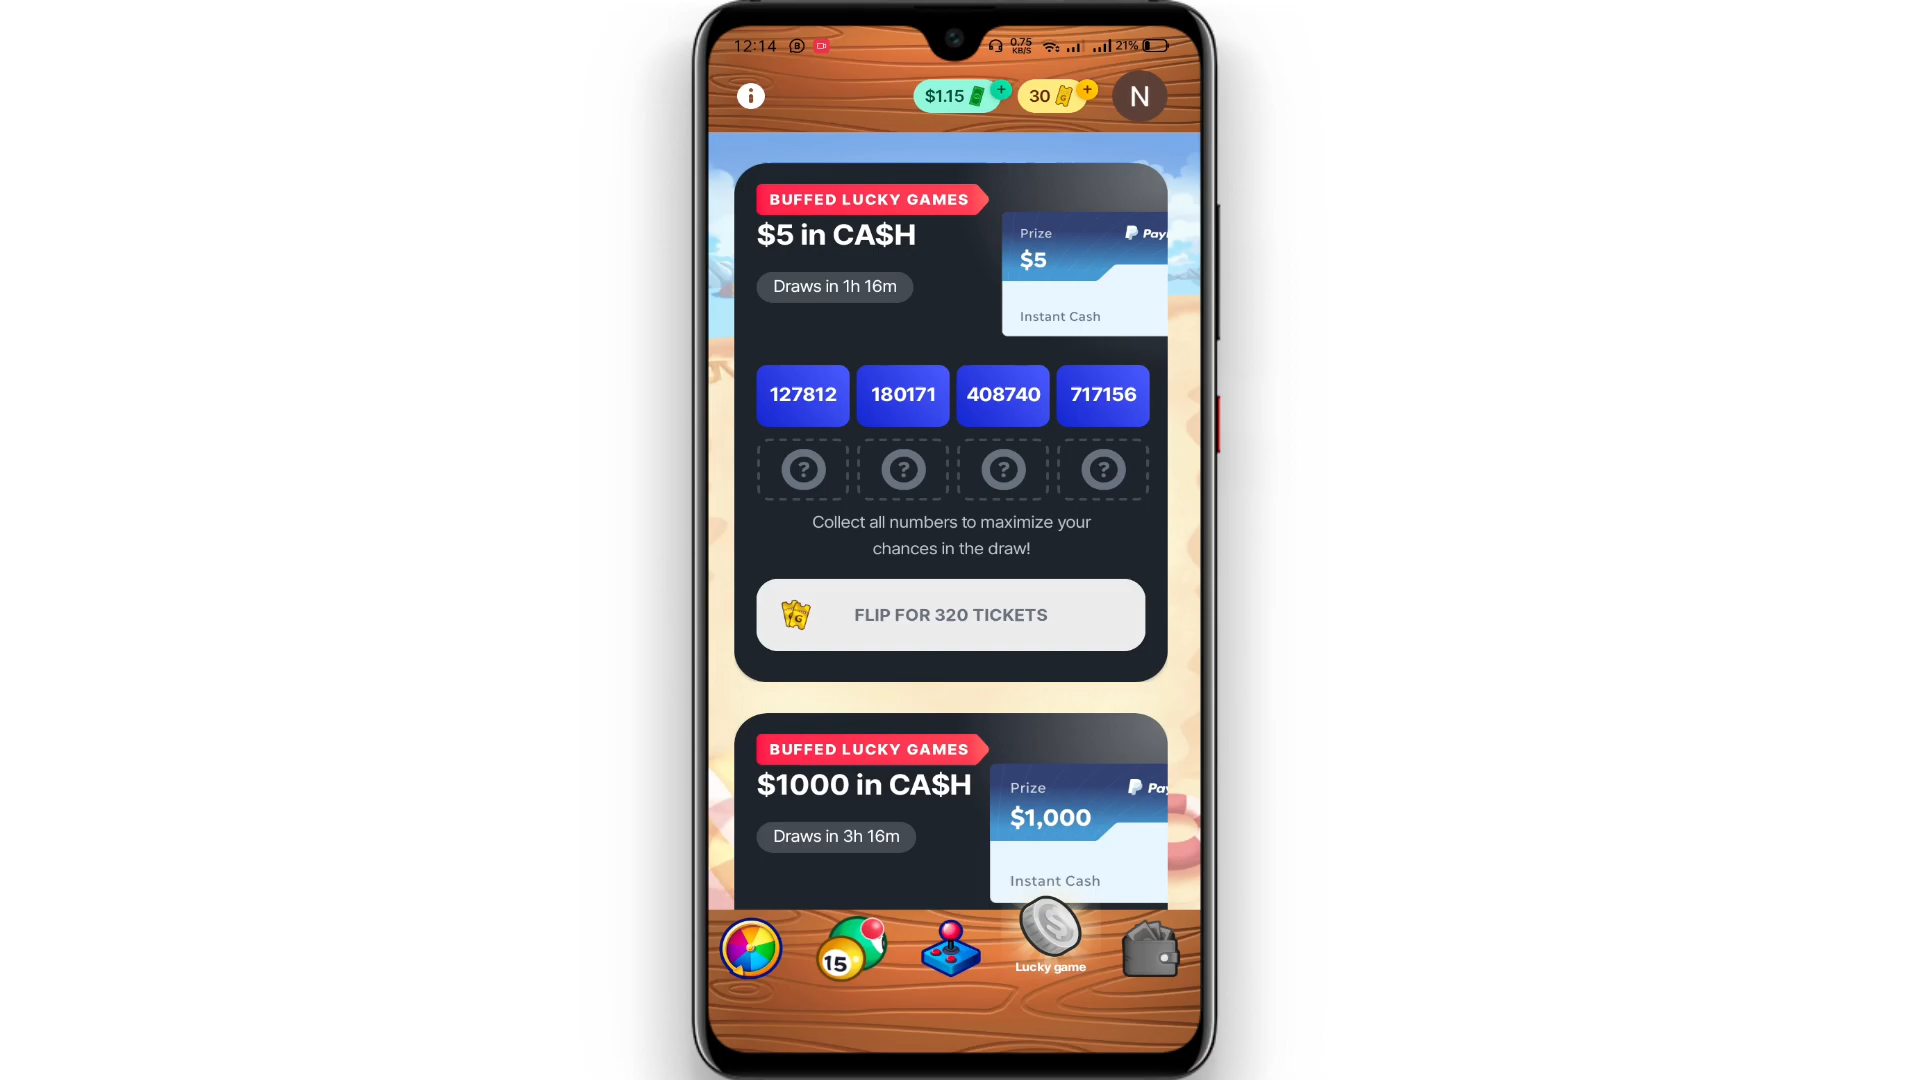 12:14 0.75 KB/S 21%
$1.15 30 N
BUFFED LUCKY GAMES
$5 in CA$H
Draws in 1h 16m
Prize
$5
Instant Cash
127812 180171 408740 717156
? ? ? ?
Collect all numbers to maximize your
chances in the draw!
FLIP FOR 320 TICKETS
BUFFED LUCKY GAMES
$1000 in CA$H
Draws in 3h 16m
Prize
$1,000
Instant Cash
15
Lucky game